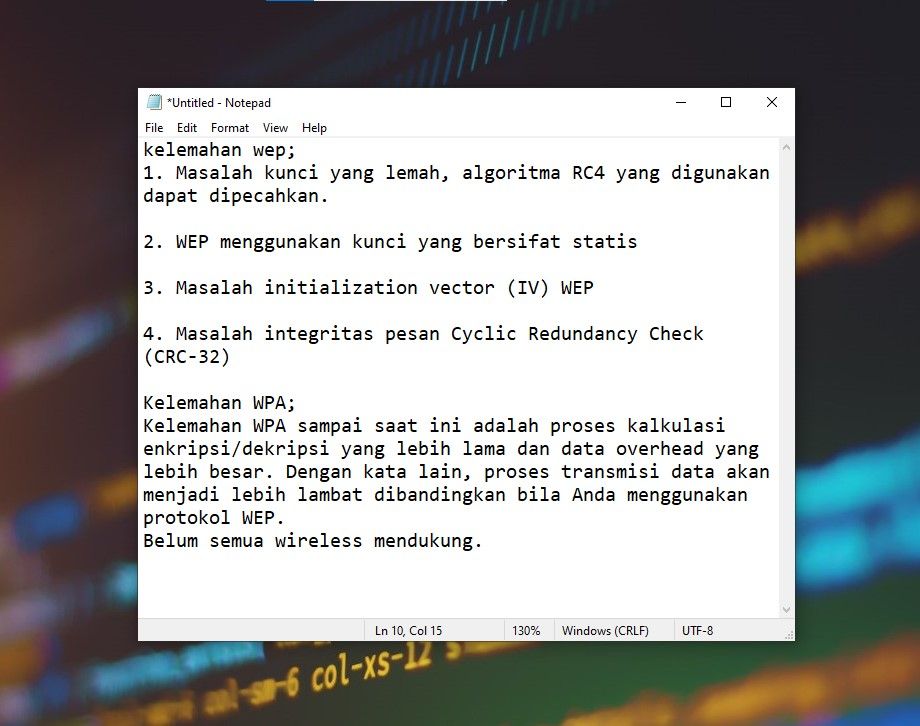 *Untitled - Notepad
File Edit Format View Help
kelemahan wep;
1. Masalah kunci yang lemah, algoritma RC4 yang digunakan
dapat dipecahkan.
2. WEP menggunakan kunci yang bersifat statis
3. Masalah initialization vector (IV) WEP
4. Masalah integritas pesan Cyclic Redundancy Check
(CRC-32)
Kelemahan WPA;
Kelemahan WPA sampai saat ini adalah proses kalkulasi
enkripsi/dekripsi yang lebih lama dan data overhead yang
lebih besar. Dengan kata lain, proses transmisi data akan
menjadi lebih lambat dibandingkan bila Anda menggunakan
protokol WEP.
Belum semua wireless mendukung.
Ln 10, Col 15 130% Windows (CRLF) UTF-8
col-sm-6 col-xs-12